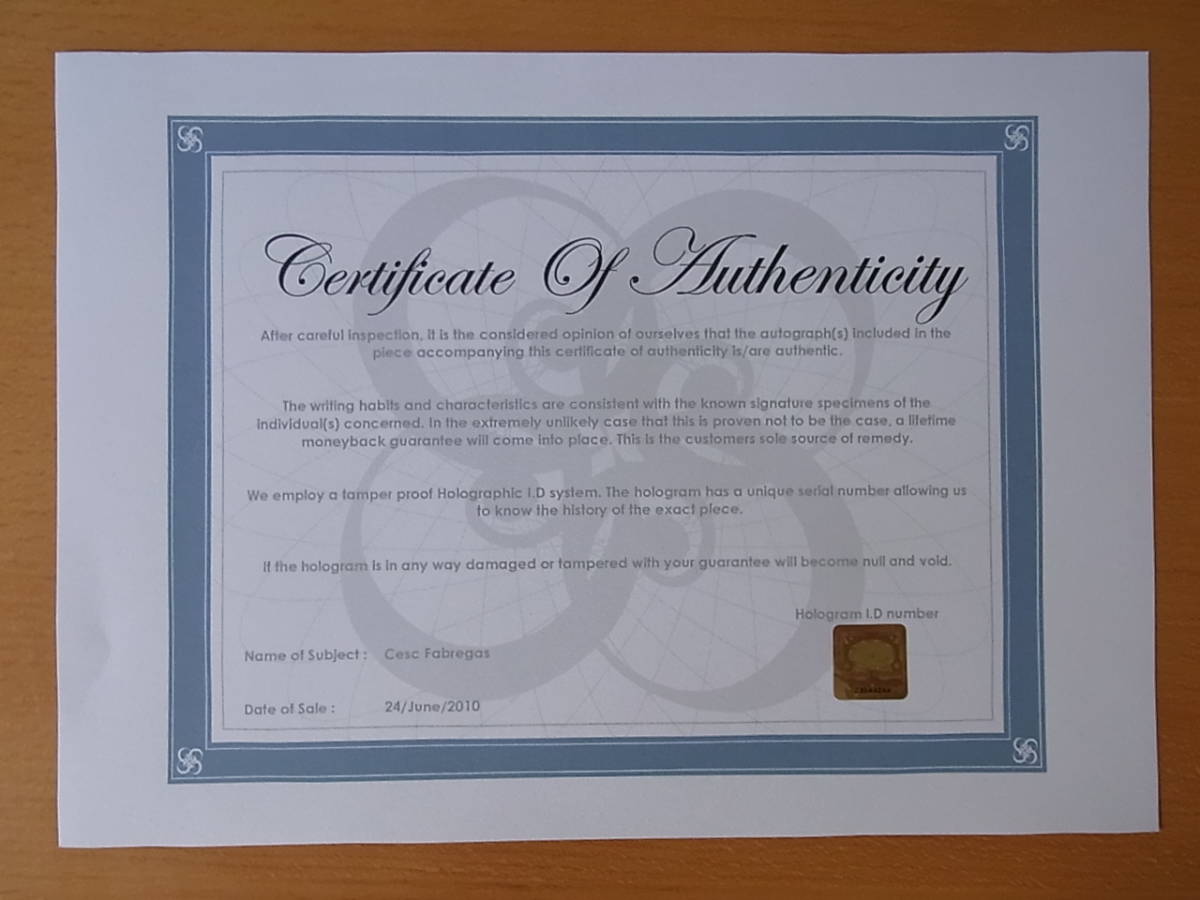 Certificate Of Authenticity
After careful inspection, it is the considered opinion of ourselves that the autograph(s) included in the
piece accompanying this certificate of authenticity is/are authentic.
The writing habits and characteristics are consistent with the known signature specimens of the
individual(s) concerned. In the extremely unlikely case that this is proven not to be the case, a lifetime
moneyback guarantee will come into place. This is the customers sole source of remedy.
We employ a tamper proof Holographic I.D system. The hologram has a unique serial number allowing us
to know the history of the exact piece.
If the hologram is in any way damaged or tampered with your guarantee will become null and void.
Hologram I.D number
Name of Subject : Cesc Fabregas
Date of Sale : 24/June/2010